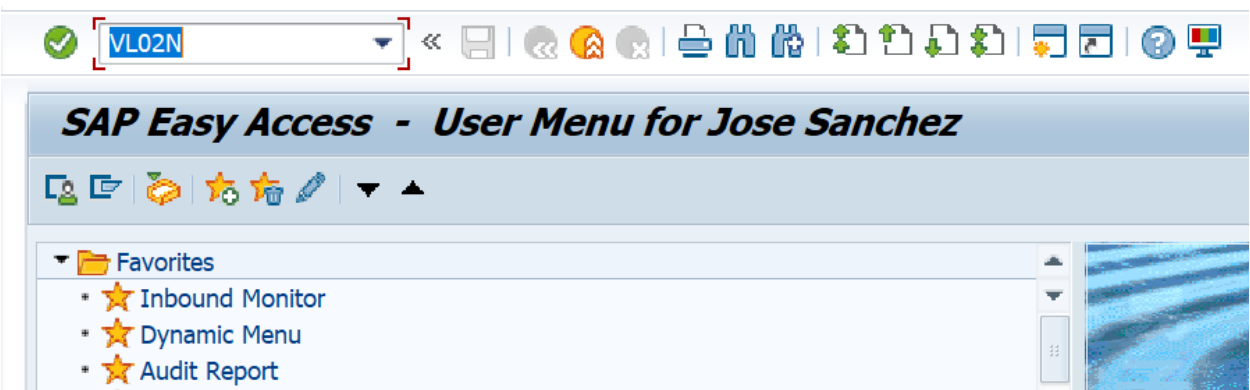 VL02N
SAP Easy Access - User Menu for Jose Sanchez
Favorites
Inbound Monitor
Dynamic Menu
Audit Report